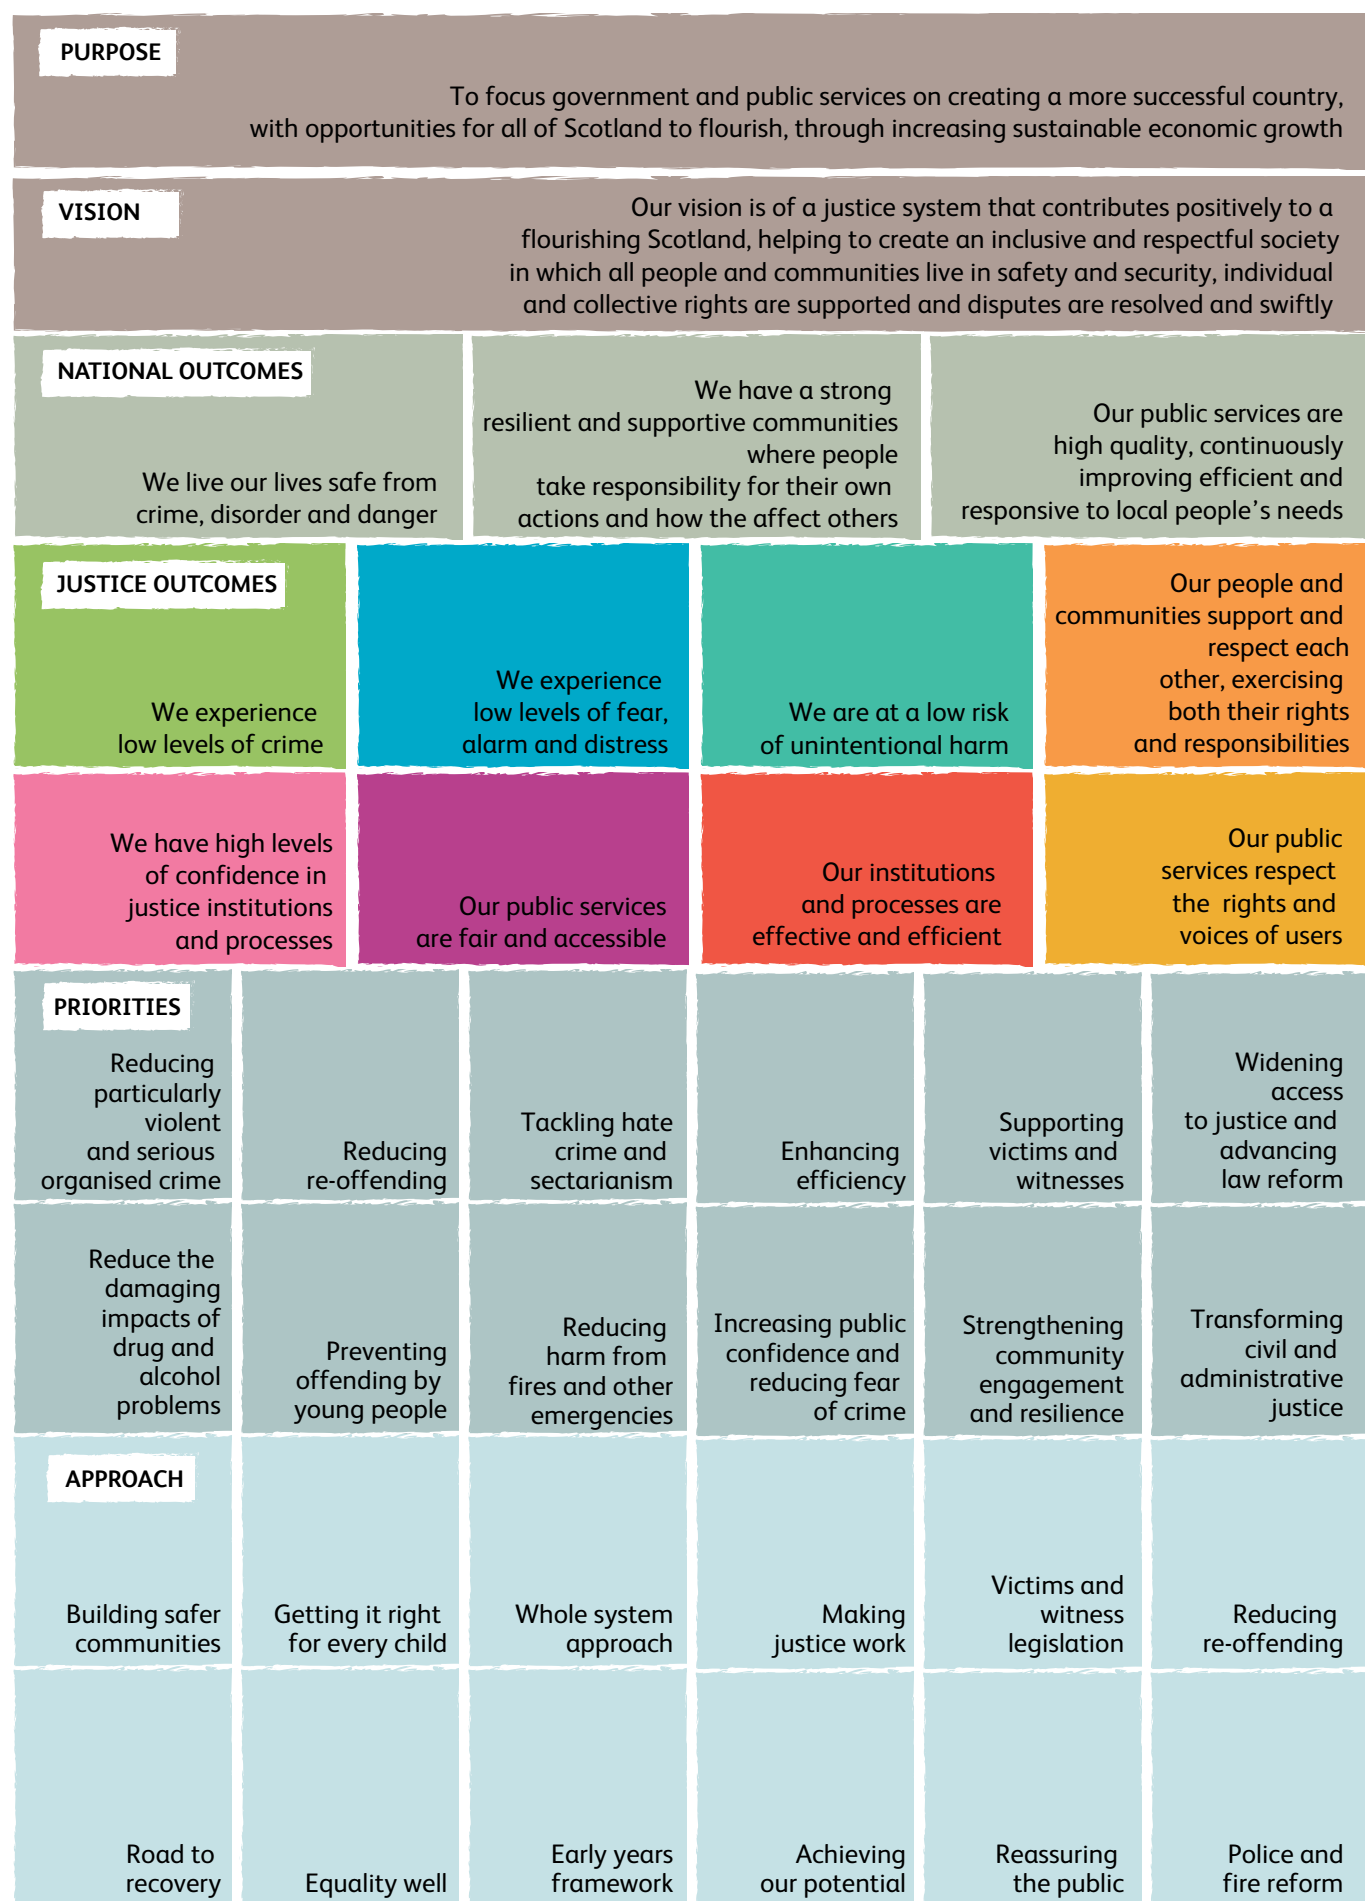 PURPOSE
To focus government and public services on creating a more successful country,
with opportunities for all of Scotland to flourish, through increasing sustainable economic growth
VISION
Our vision is of a justice system that contributes positively to a
flourishing Scotland, helping to create an inclusive and respectful society
in which all people and communities live in safety and security, individual
and collective rights are supported and disputes are resolved and swiftly
NATIONAL OUTCOMES
We live our lives safe from
crime, disorder and danger
We have a strong
resilient and supportive communities
where people
take responsibility for their own
actions and how the affect others
Our public services are
high quality, continuously
improving efficient and
responsive to local people's needs
JUSTICE OUTCOMES
We experience
low levels of crime
We experience
low levels of fear,
alarm and distress
We are at a low risk
of unintentional harm
Our people and
communities support and
respect each
other, exercising
both their rights
and responsibilities
We have high levels
of confidence in
justice institutions
and processes
Our public services
are fair and accessible
Our institutions
and processes are
effective and efficient
Our public
services respect
the rights and
voices of users
PRIORITIES
Reducing
particularly
violent
and serious
organised crime
Reducing
re-offending
Tackling hate
crime and
sectarianism
Enhancing
efficiency
Supporting
victims and
witnesses
Widening
access
to justice and
advancing
law reform
Reduce the
damaging
impacts of
drug and
alcohol
problems
Preventing
offending by
young people
Reducing
harm from
fires and other
emergencies
Increasing public
confidence and
reducing fear
of crime
Strengthening
community
engagement
and resilience
Transforming
civil and
administrative
justice
APPROACH
Building safer
communities
Getting it right
for every child
Whole system
approach
Making
justice work
Victims and
witness
legislation
Reducing
re-offending
Road to
recovery
Equality well
Early years
framework
Achieving
our potential
Reassuring
the public
Police and
fire reform